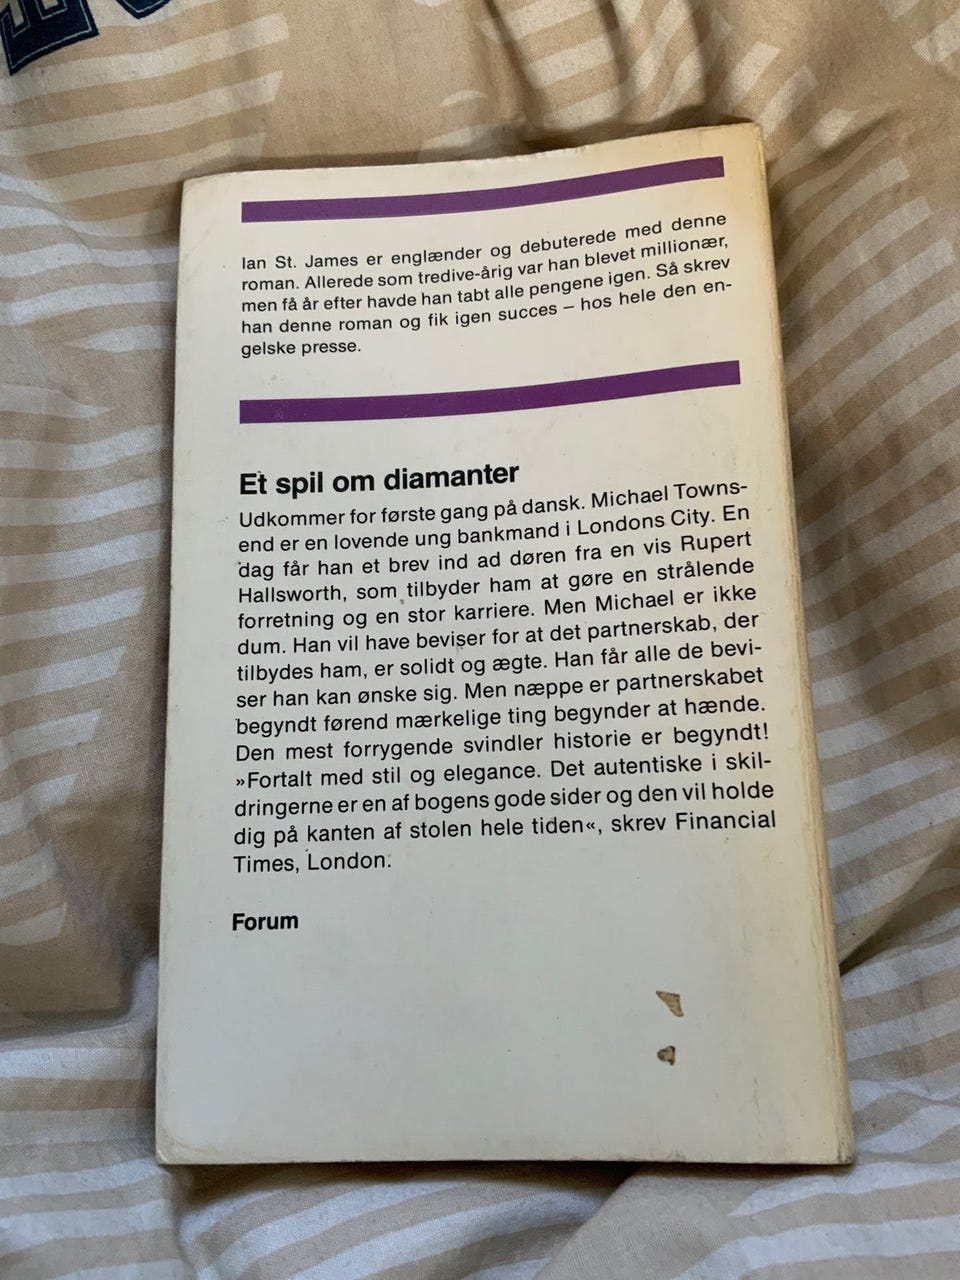 Ian St. James er englænder og debuterede med denne
roman. Allerede som tredive-årig var han blevet millionær,
men få år efter havde han tabt alle pengene igen. Så skrev
han denne roman og fik igen succes – hos hele den en-
gelske presse.
Et spil om diamanter
Udkommer for første gang på dansk. Michael Towns-
end er en lovende ung bankmand i Londons City. En
dag får han et brev ind ad døren fra en vis Rupert
Hallsworth, som tilbyder ham at gøre en strålende
forretning og en stor karriere. Men Michael er ikke
dum. Han vil have beviser for at det partnerskab, der
tilbydes ham, er solidt og ægte. Han får alle de bevi-
ser han kan ønske sig. Men næppe er partnerskabet
begyndt førend mærkelige ting begynder at hænde.
Den mest forrygende svindler historie er begyndt!
»Fortalt med stil og elegance. Det autentiske i skil-
dringerne er en af bogens gode sider og den vil holde
dig på kanten af stolen hele tiden«, skrev Financial
Times, London.
Forum